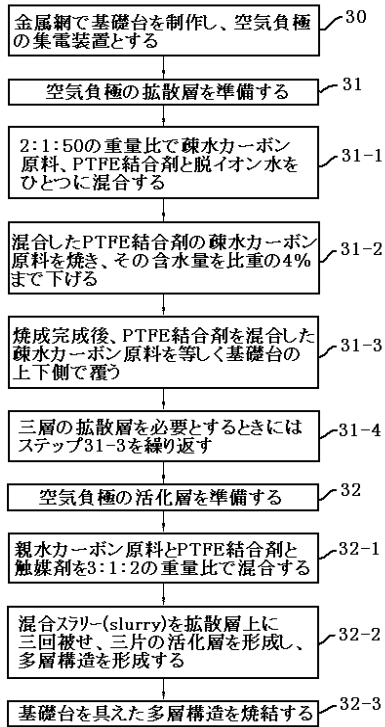 金属網で基礎台を制作し、空気負極
の集電装置とする
30
空気負極の拡散層を準備する
31
2:1:50の重量比で疎水カーボン
原料、PTFE結合剤と脱イオン水を
ひとつに混合する
31-1
混合したPTFE結合剤の疎水カーボン
原料を焼き、その含水量を比重の4%
まで下げる
31-2
焼成完成後、PTFE結合剤を混合した
疎水カーボン原料を等しく基礎台の
上下側で覆う
31-3
三層の拡散層を必要とするときには
ステップ31-3を繰り返す
31-4
空気負極の活化層を準備する
32
親水カーボン原料とPTFE結合剤と
触媒剤を3:1:2の重量比で混合する
32-1
混合スラリー(slurry)を拡散層上に
三回被せ、三片の活化層を形成し、
多層構造を形成する
32-2
基礎台を具えた多層構造を焼結する
32-3